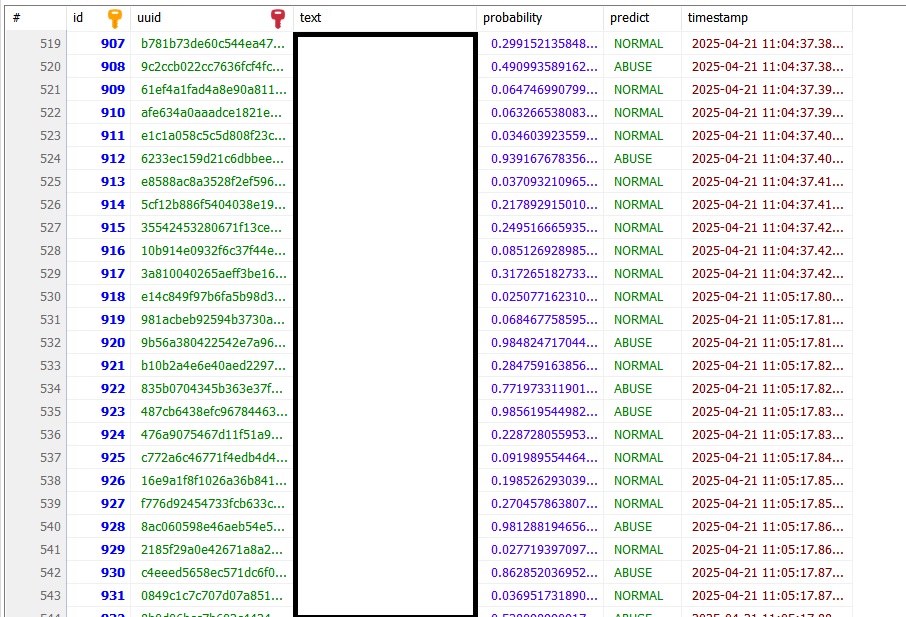 # id uuid text probability predict timestamp
519 907 b781b73de60c544ea47... 0.299152135848... NORMAL 2025-04-21 11:04:37.38...
520 908 9c2ccb022cc7636fcf4fc... 0.490993589162... ABUSE 2025-04-21 11:04:37.38...
521 909 61ef4a1fad4a8e90a811... 0.064746990799... NORMAL 2025-04-21 11:04:37.39...
522 910 afe634a0aaadce1821e... 0.063266538083... NORMAL 2025-04-21 11:04:37.39...
523 911 e1c1a058c5c5d808f23c... 0.034603923559... NORMAL 2025-04-21 11:04:37.40...
524 912 6233ec159d21c6dbbee... 0.939167678356... ABUSE 2025-04-21 11:04:37.40...
525 913 e8588ac8a3528f2ef596... 0.037093210965... NORMAL 2025-04-21 11:04:37.41...
526 914 5cf12b886f5404038e19... 0.217892915010... NORMAL 2025-04-21 11:04:37.41...
527 915 35542453280671f13ce... 0.249516665935... NORMAL 2025-04-21 11:04:37.42...
528 916 10b914e0932f6c37f44e... 0.085126928985... NORMAL 2025-04-21 11:04:37.42...
529 917 3a810040265aeff3be16... 0.317265182733... NORMAL 2025-04-21 11:04:37.42...
530 918 e14c849f97b6fa5b98d3... 0.025077162310... NORMAL 2025-04-21 11:05:17.80...
531 919 981acbeb92594b3730a... 0.068467758595... NORMAL 2025-04-21 11:05:17.81...
532 920 9b56a380422542e7a96... 0.984824717044... ABUSE 2025-04-21 11:05:17.81...
533 921 b10b2a4e6e40aed2297... 0.284759163856... NORMAL 2025-04-21 11:05:17.82...
534 922 835b0704345b363e37f... 0.771973311901... ABUSE 2025-04-21 11:05:17.82...
535 923 487cb6438efc96784463... 0.985619544982... ABUSE 2025-04-21 11:05:17.83...
536 924 476a9075467d11f51a9... 0.228728055953... NORMAL 2025-04-21 11:05:17.83...
537 925 c772a6c46771f4edb4d4... 0.091989554464... NORMAL 2025-04-21 11:05:17.84...
538 926 16e9a1f8f1026a36b841... 0.198526293039... NORMAL 2025-04-21 11:05:17.85...
539 927 f776d92454733fcb633c... 0.270457863807... NORMAL 2025-04-21 11:05:17.85...
540 928 8ac060598e46aeb54e5... 0.981288194656... ABUSE 2025-04-21 11:05:17.86...
541 929 2185f29a0e42671a8a2... 0.027719397097... NORMAL 2025-04-21 11:05:17.86...
542 930 c4eeed5658ec571dc6f0... 0.862852036952... ABUSE 2025-04-21 11:05:17.87...
543 931 0849c1c7c707d07a851... 0.036951731890... NORMAL 2025-04-21 11:05:17.87...